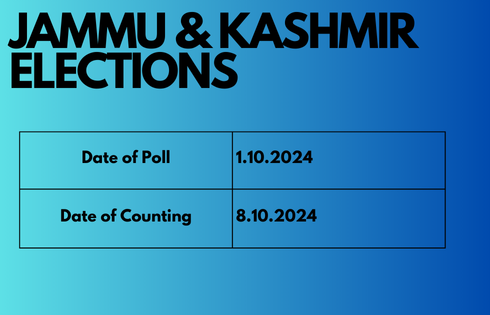 JAMMU & KASHMIR
ELECTIONS
Date of Poll 1.10.2024
Date of Counting 8.10.2024